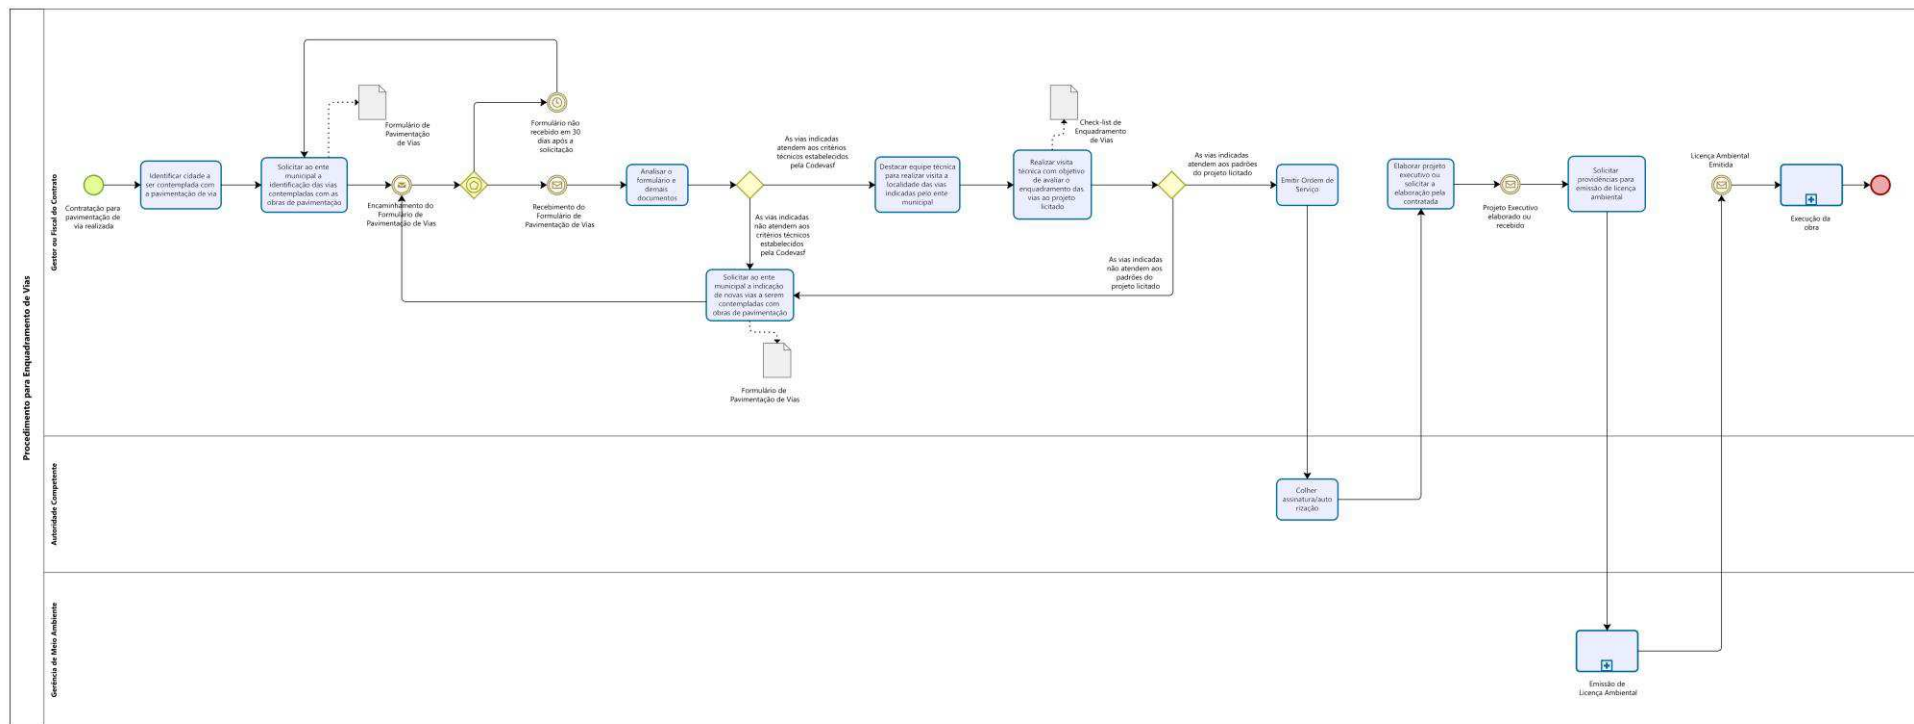 Procedimento para Enquadramento de Vias
Gestor ou Fiscal do Contrato
Contratação para
pavimentação de
via realizada
Identificar cidade a
ser contemplada com
a pavimentação de via
Solicitar ao ente
municipal a
identificação das vias
contempladas com as
obras de pavimentação
Formulário de
Pavimentação
de Vias
Encaminhamento do
Formulário de
Pavimentação de Vias
Formulário não
recebido em 30
dias após a
solicitação
Recebimento do
Formulário de
Pavimentação de Vias
Analisar o
formulário e
demais
documentos
As vias indicadas
atendem aos critérios
técnicos estabelecidos
pela Codevasf
As vias indicadas
não atendem aos
critérios técnicos
estabelecidos
pela Codevasf
Solicitar ao ente
municipal a indicação
de novas vias a serem
contempladas com
obras de pavimentação
Formulário de
Pavimentação de Vias
Destacar equipe técnica
para realizar visita a
localidade das vias
indicadas pelo ente
municipal
Realizar visita
técnica com objetivo
de avaliar o
enquadramento das
vias ao projeto
licitado
Check-list de
Enquadramento
de Vias
As vias indicadas
atendem aos padrões
do projeto licitado
As vias indicadas
não atendem aos
padrões do
projeto licitado
Emitir Ordem de
Serviço
Elaborar projeto
executivo ou
solicitar a
elaboração pela
contratada
Projeto Executivo
elaborado ou
recebido
Solicitar
providências para
emissão de licença
ambiental
Licença Ambiental
Emitida
Execução da
obra
Autoridade Competente
Colher
assinatura/auto
rização
Gerência de Meio Ambiente
Emissão de
Licença Ambiental